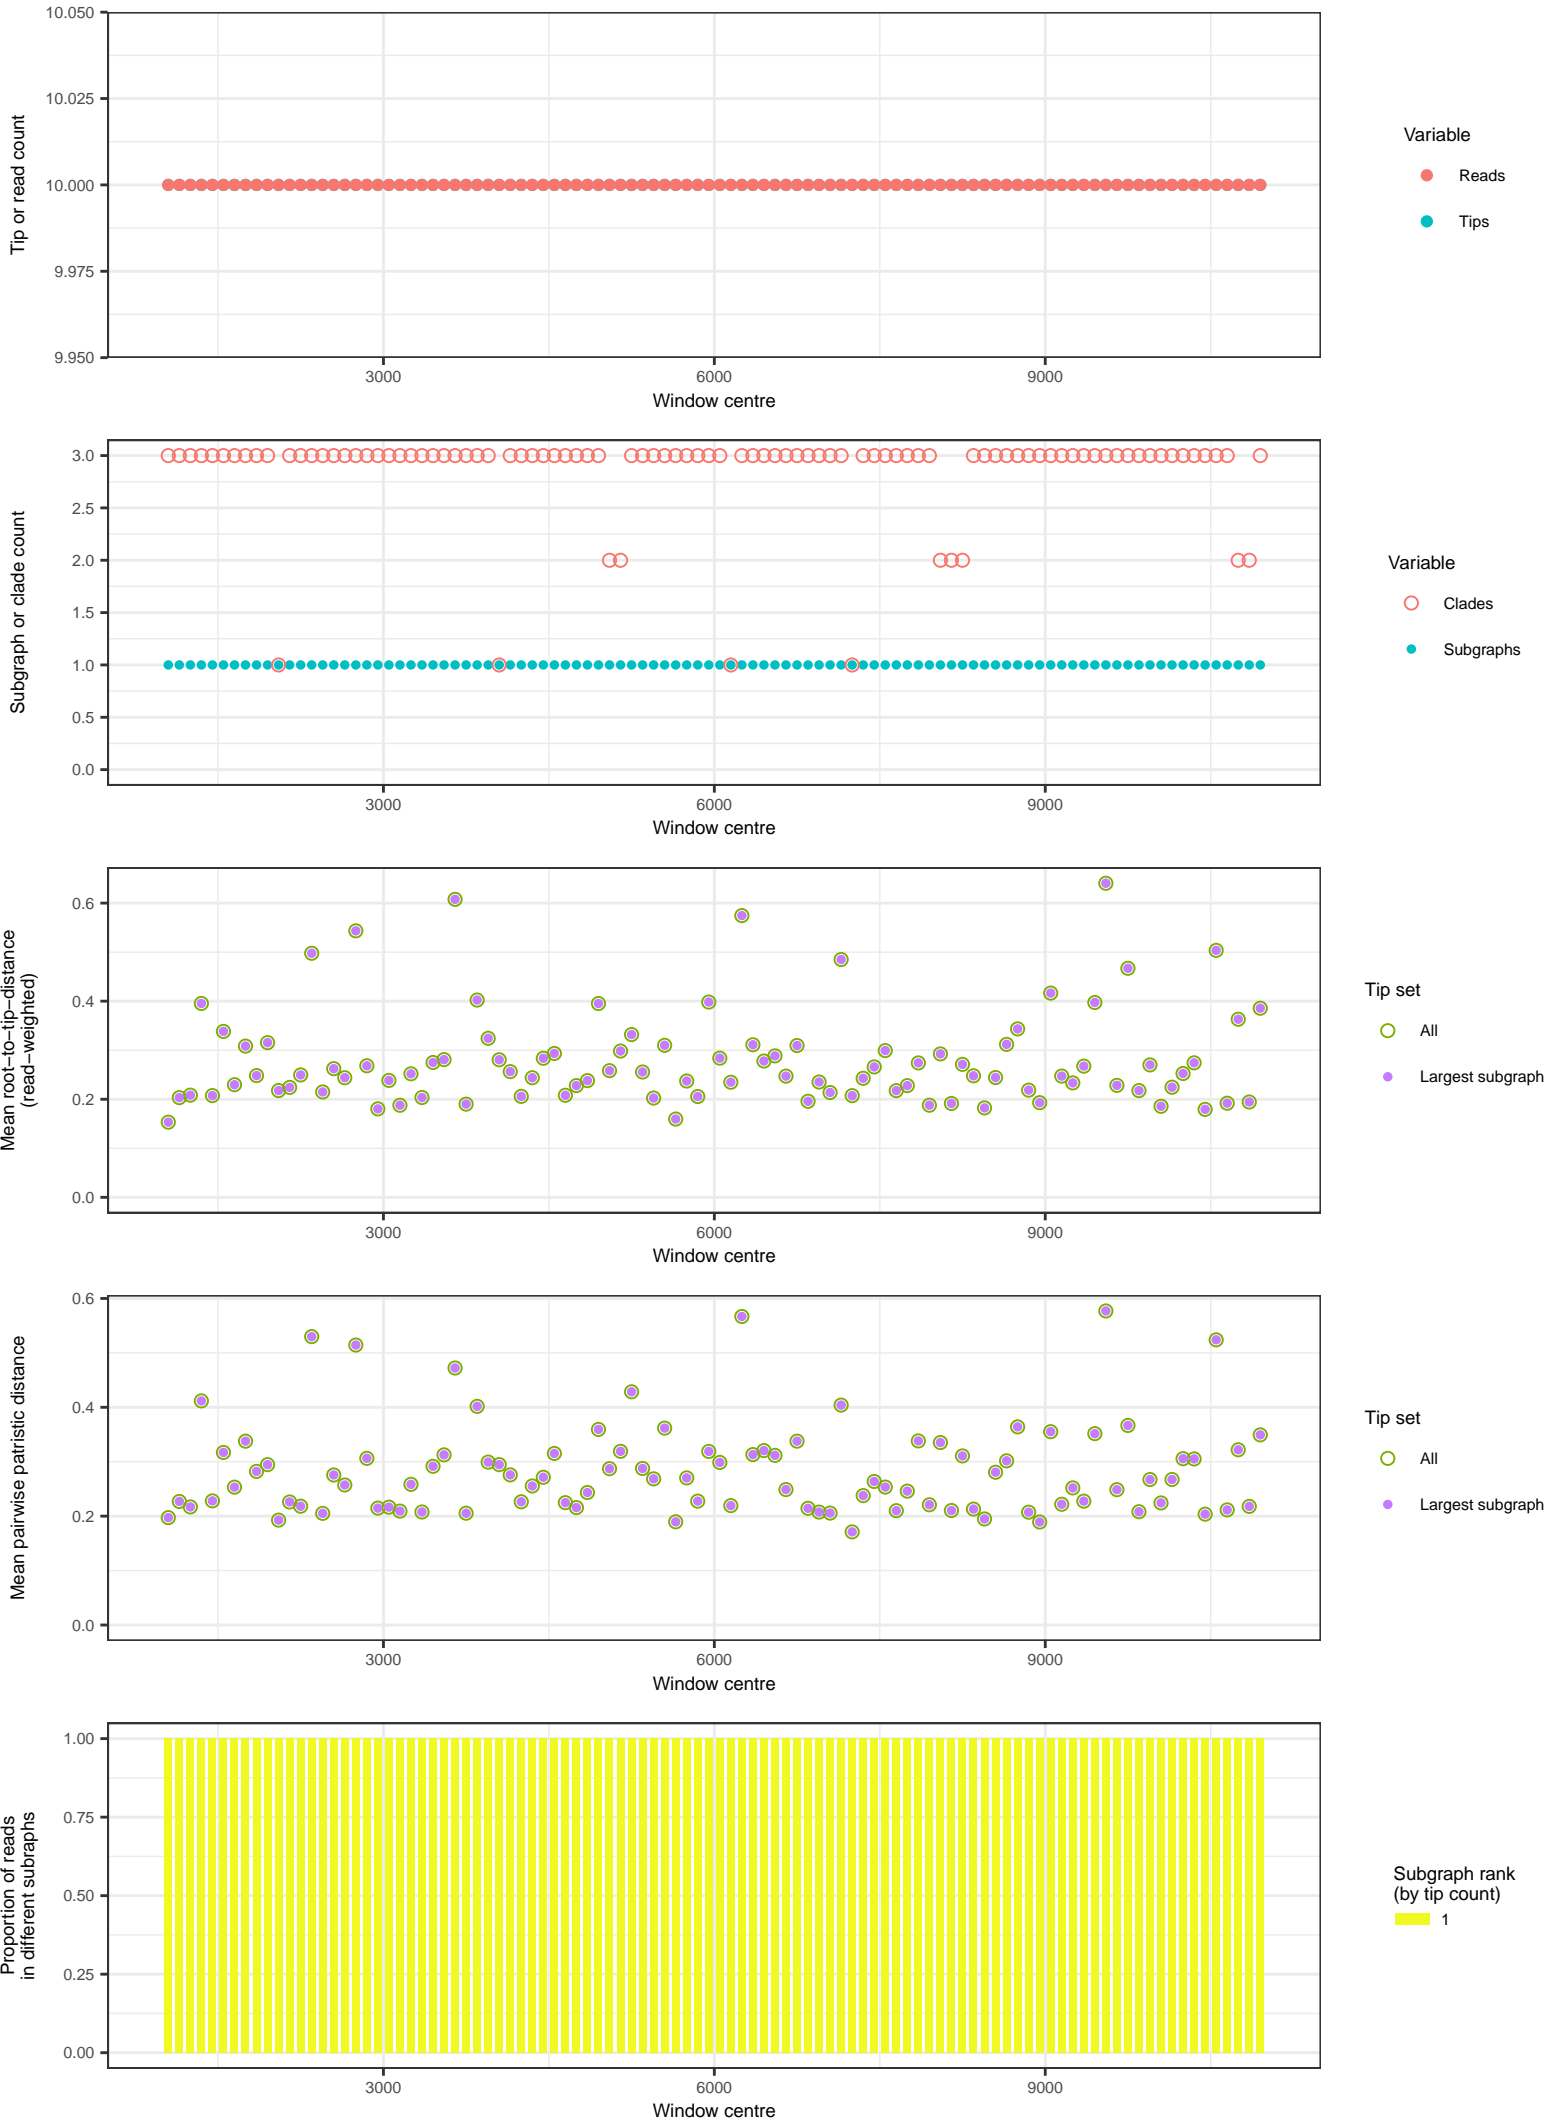 10.050
10.025
10.000
9.975
9.950
Tip or read count
3000
6000
9000
Window centre
Variable
Reads
Tips
3.0
2.5
2.0
1.5
1.0
0.5
0.0
Subgraph or clade count
3000
6000
9000
Window centre
Variable
Clades
Subgraphs
0.6
0.4
0.2
0.0
Mean root−to−tip−distance
(read−weighted)
3000
6000
9000
Window centre
Tip set
All
Largest subgraph
0.6
0.4
0.2
0.0
Mean pairwise patristic distance
3000
6000
9000
Window centre
Tip set
All
Largest subgraph
1.00
0.75
0.50
0.25
0.00
Proportion of reads
in different subraphs
3000
6000
9000
Window centre
Subgraph rank
(by tip count)
1